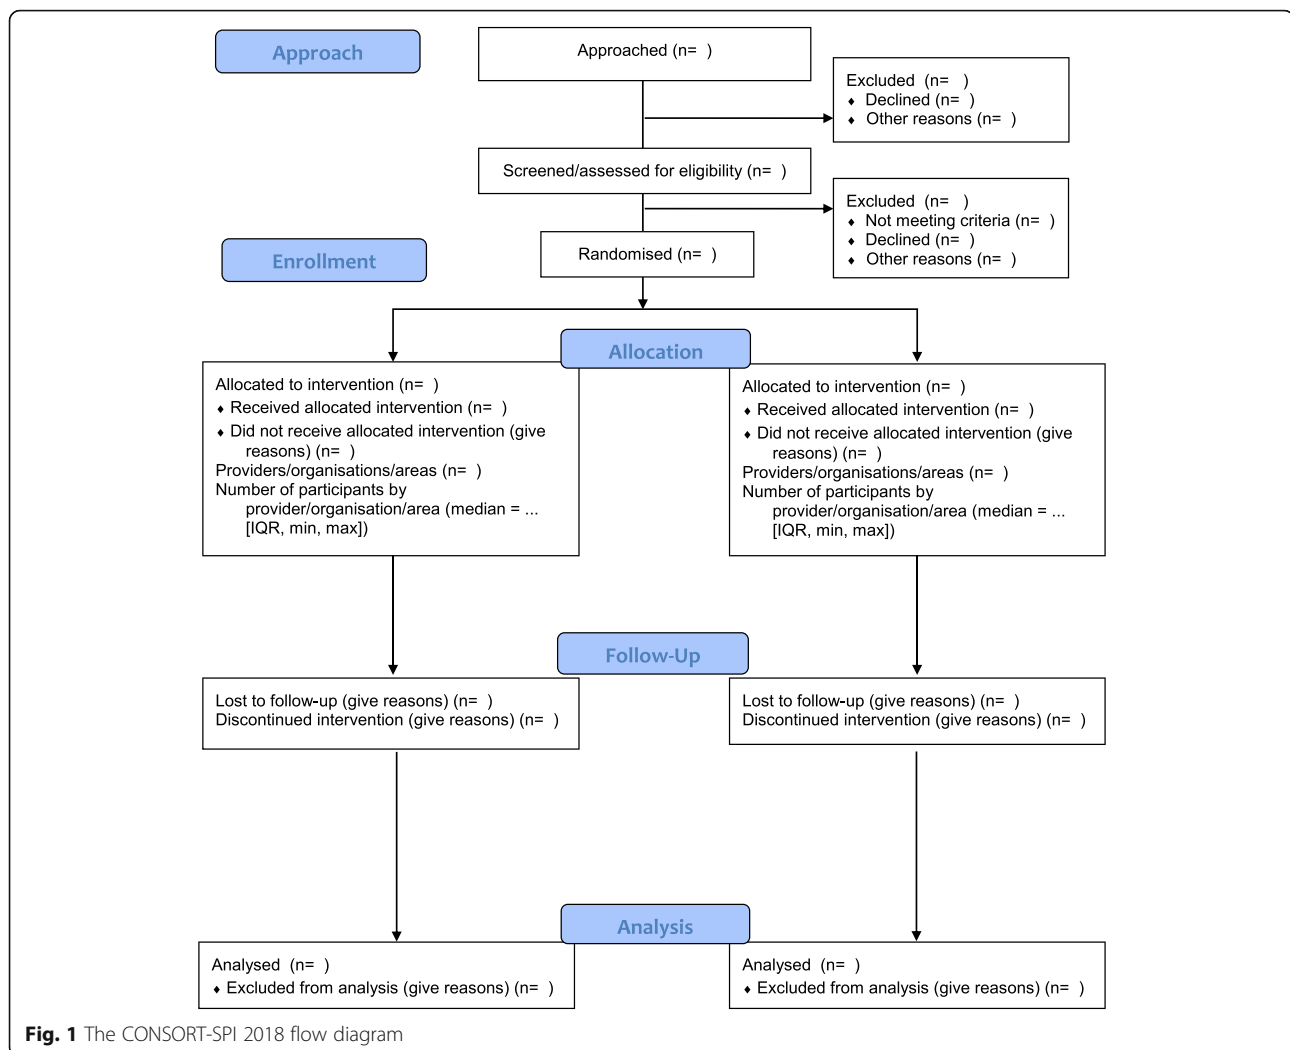 Approach
Approached (n=  )
Excluded  (n=   )
♦ Declined (n=  )
♦ Other reasons (n=  )
Screened/assessed for eligibility (n=  )
Excluded  (n=   )
♦ Not meeting criteria (n=  )
♦ Declined (n=  )
♦ Other reasons (n=  )
Enrollment
Randomised (n=  )
Allocation
Allocated to intervention (n=  )
♦ Received allocated intervention (n=  )
♦ Did not receive allocated intervention (give
reasons) (n=  )
Providers/organisations/areas (n=  )
Number of participants by
provider/organisation/area (median = ...
[IQR, min, max])
Allocated to intervention (n=  )
♦ Received allocated intervention (n=  )
♦ Did not receive allocated intervention (give
reasons) (n=  )
Providers/organisations/areas (n=  )
Number of participants by
provider/organisation/area (median = ...
[IQR, min, max])
Follow-Up
Lost to follow-up (give reasons) (n=  )
Discontinued intervention (give reasons) (n=  )
Lost to follow-up (give reasons) (n=  )
Discontinued intervention (give reasons) (n=  )
Analysis
Analysed  (n=  )
♦ Excluded from analysis (give reasons) (n=  )
Analysed  (n=  )
♦ Excluded from analysis (give reasons) (n=  )
Fig. 1 The CONSORT-SPI 2018 flow diagram